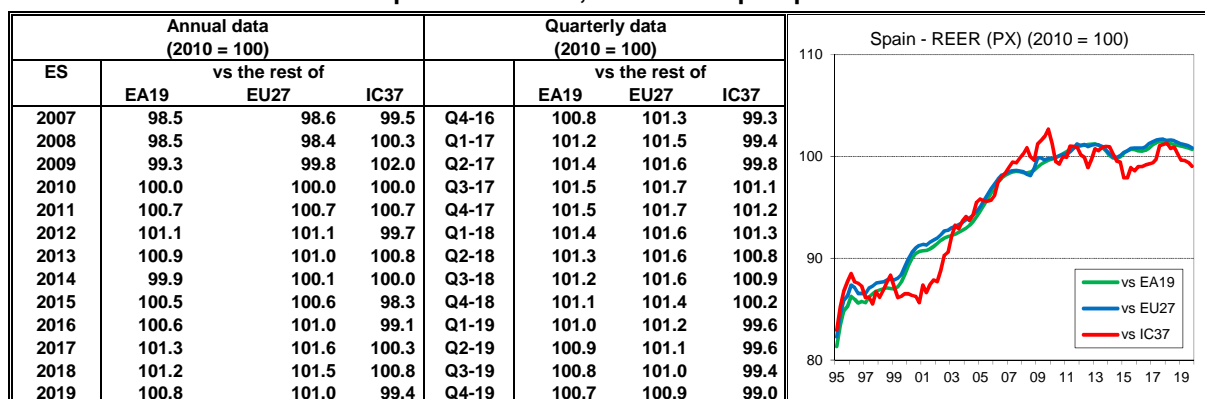 Annual data Quarterly data
(2010 = 100) (2010 = 100)
ES vs the rest of vs the rest of
EA19 EU27 IC37 EA19 EU27 IC37
2007 98.5 98.6 99.5 Q4-16 100.8 101.3 99.3
2008 98.5 98.4 100.3 Q1-17 101.2 101.5 99.4
2009 99.3 99.8 102.0 Q2-17 101.4 101.6 99.8
2010 100.0 100.0 100.0 Q3-17 101.5 101.7 101.1
2011 100.7 100.7 100.7 Q4-17 101.5 101.7 101.2
2012 101.1 101.1 99.7 Q1-18 101.4 101.6 101.3
2013 100.9 101.0 100.8 Q2-18 101.3 101.6 100.8
2014 99.9 100.1 100.0 Q3-18 101.2 101.6 100.9
2015 100.5 100.6 98.3 Q4-18 101.1 101.4 100.2
2016 100.6 101.0 99.1 Q1-19 101.0 101.2 99.6
2017 101.3 101.6 100.3 Q2-19 100.9 101.1 99.6
2018 101.2 101.5 100.8 Q3-19 100.8 101.0 99.4
2019 100.8 101.0 99.4 Q4-19 100.7 100.9 99.0
Spain - REER (PX) (2010 = 100)
110
100
90
80
vs EA19
vs EU27
vs IC37
95 97 99 01 03 05 07 09 11 13 15 17 19